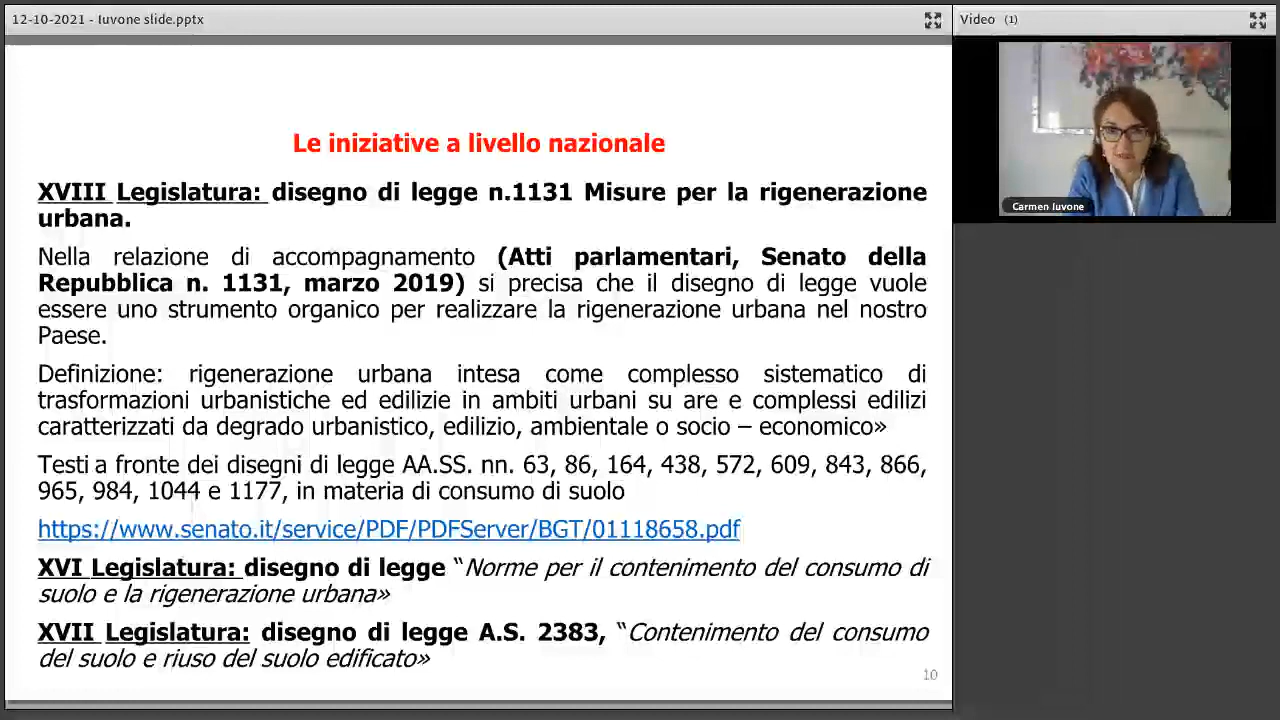 12-10-2021 - Iuvone slide.pptx
Video (1)
Carmen Iuvone
Le iniziative a livello nazionale
XVIII Legislatura: disegno di legge n.1131 Misure per la rigenerazione
urbana.
Nella relazione di accompagnamento (Atti parlamentari, Senato della
Repubblica n. 1131, marzo 2019) si precisa che il disegno di legge vuole
essere uno strumento organico per realizzare la rigenerazione urbana nel nostro
Paese.
Definizione: rigenerazione urbana intesa come complesso sistematico di
trasformazioni urbanistiche ed edilizie in ambiti urbani su are e complessi edilizi
caratterizzati da degrado urbanistico, edilizio, ambientale o socio – economico»
Testi a fronte dei disegni di legge AA.SS. nn. 63, 86, 164, 438, 572, 609, 843, 866,
965, 984, 1044 e 1177, in materia di consumo di suolo
https://www.senato.it/service/PDF/PDFServer/BGT/01118658.pdf
XVI Legislatura: disegno di legge “Norme per il contenimento del consumo di
suolo e la rigenerazione urbana»
XVII Legislatura: disegno di legge A.S. 2383, “Contenimento del consumo
del suolo e riuso del suolo edificato»
10